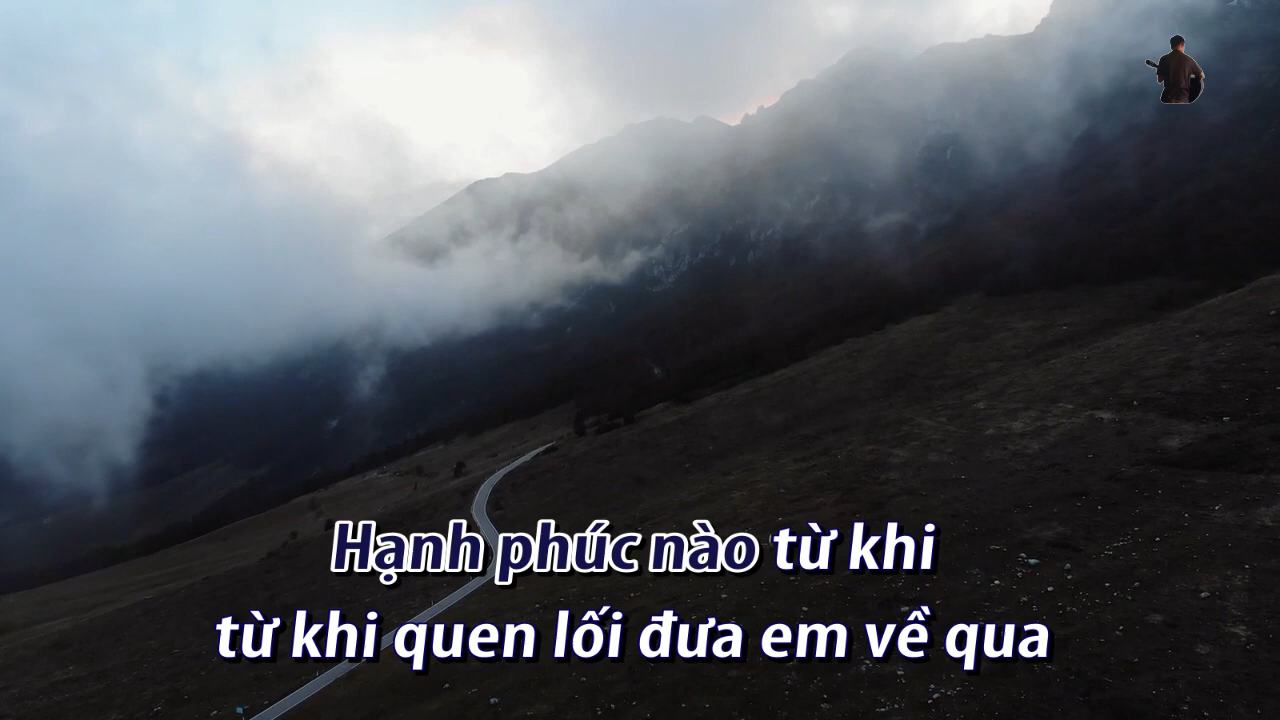 Hạnh phúc nào từ khi
từ khi quen lối đưa em về qua